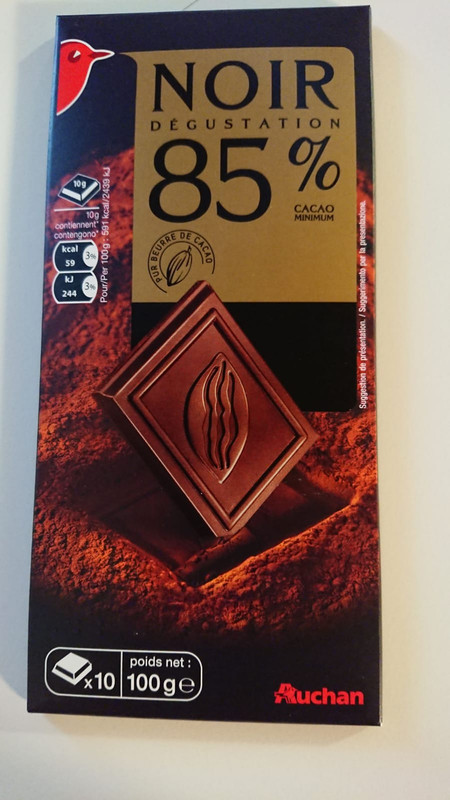 NOIR
DÉGUSTATION
85%
CACAO
MINIMUM
PUR BEURRE DE CACAO
10g
10g
contiennent*
contengono*
kcal
59
3%
kJ
244
3%
Pour/Per 100g : 591 kcal/2439 kJ
Suggestion de présentation. / Suggerimento per la presentazione.
x10
poids net :
100g e
Auchan